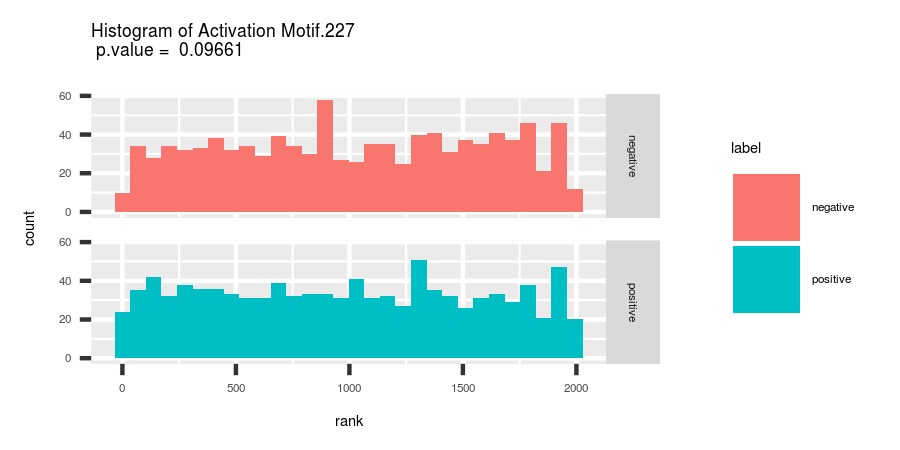 Histogram of Activation Motif.227
p.value = 0.09661
count
60
40
20
0
negative
60
40
20
0
positive
0 500 1000 1500 2000
rank
label
negative
positive